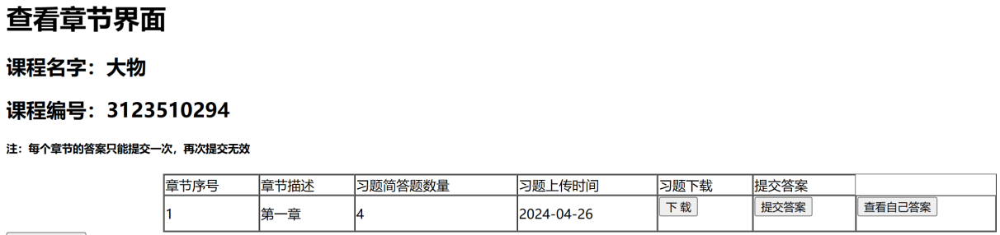 查看章节界面
课程名字：大物
课程编号：3123510294
注：每个章节的答案只能提交一次，再次提交无效
章节序号 章节描述 习题简答题数量 习题上传时间 习题下载 提交答案
1 第一章 4 2024-04-26 下 载 提交答案 查看自己答案